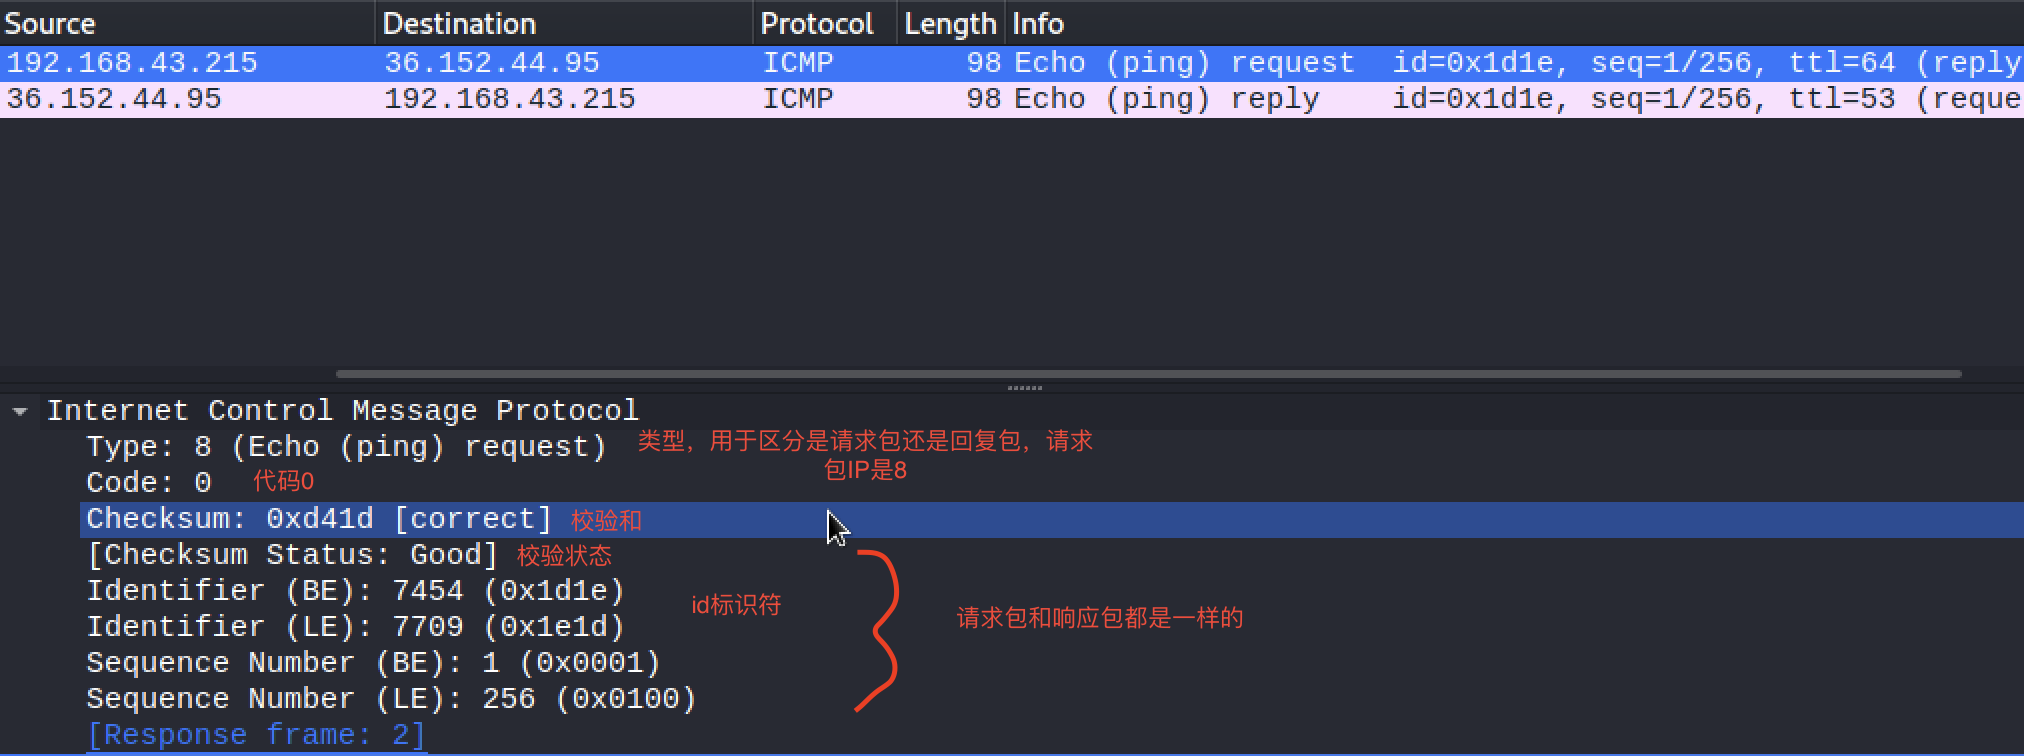 Source Destination Protocol Length Info
192.168.43.215 36.152.44.95 ICMP 98 Echo (ping) request id=0x1d1e, seq=1/256, ttl=64 (reply
36.152.44.95 192.168.43.215 ICMP 98 Echo (ping) reply id=0x1d1e, seq=1/256, ttl=53 (reque
Internet Control Message Protocol
Type: 8 (Echo (ping) request) 类型，用于区分是请求包还是回复包，请求
包IP是8
Code: 0 代码0
Checksum: 0xd41d [correct] 校验和
[Checksum Status: Good] 校验状态
Identifier (BE): 7454 (0x1d1e)
id标识符
请求包和响应包都是一样的
Identifier (LE): 7709 (0x1e1d)
Sequence Number (BE): 1 (0x0001)
Sequence Number (LE): 256 (0x0100)
[Response frame: 2]